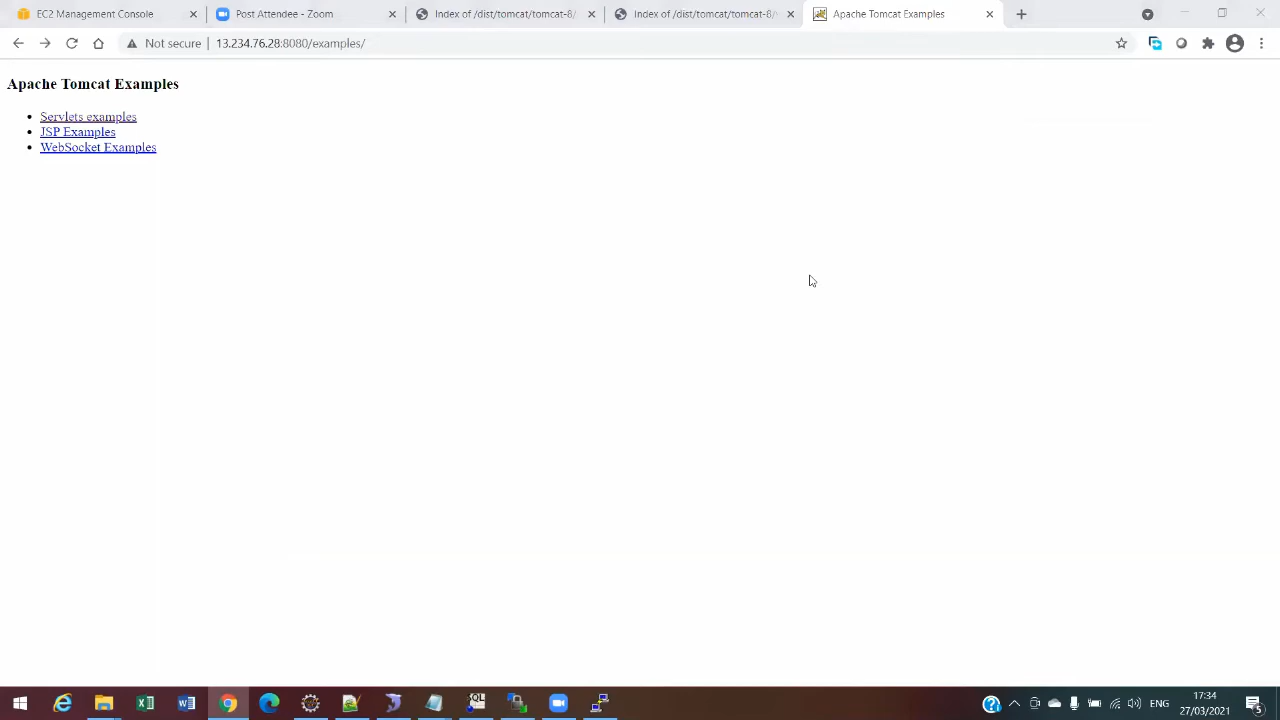 EC2 Management Console
Post Attendee - Zoom
Index of /dist/tomcat/tomcat-8/
Index of /dist/tomcat/tomcat-8/
Apache Tomcat Examples
Not secure | 13.234.76.28:8080/examples/
Apache Tomcat Examples
Servlets examples
JSP Examples
WebSocket Examples
ENG
17:34
27/03/2021
5